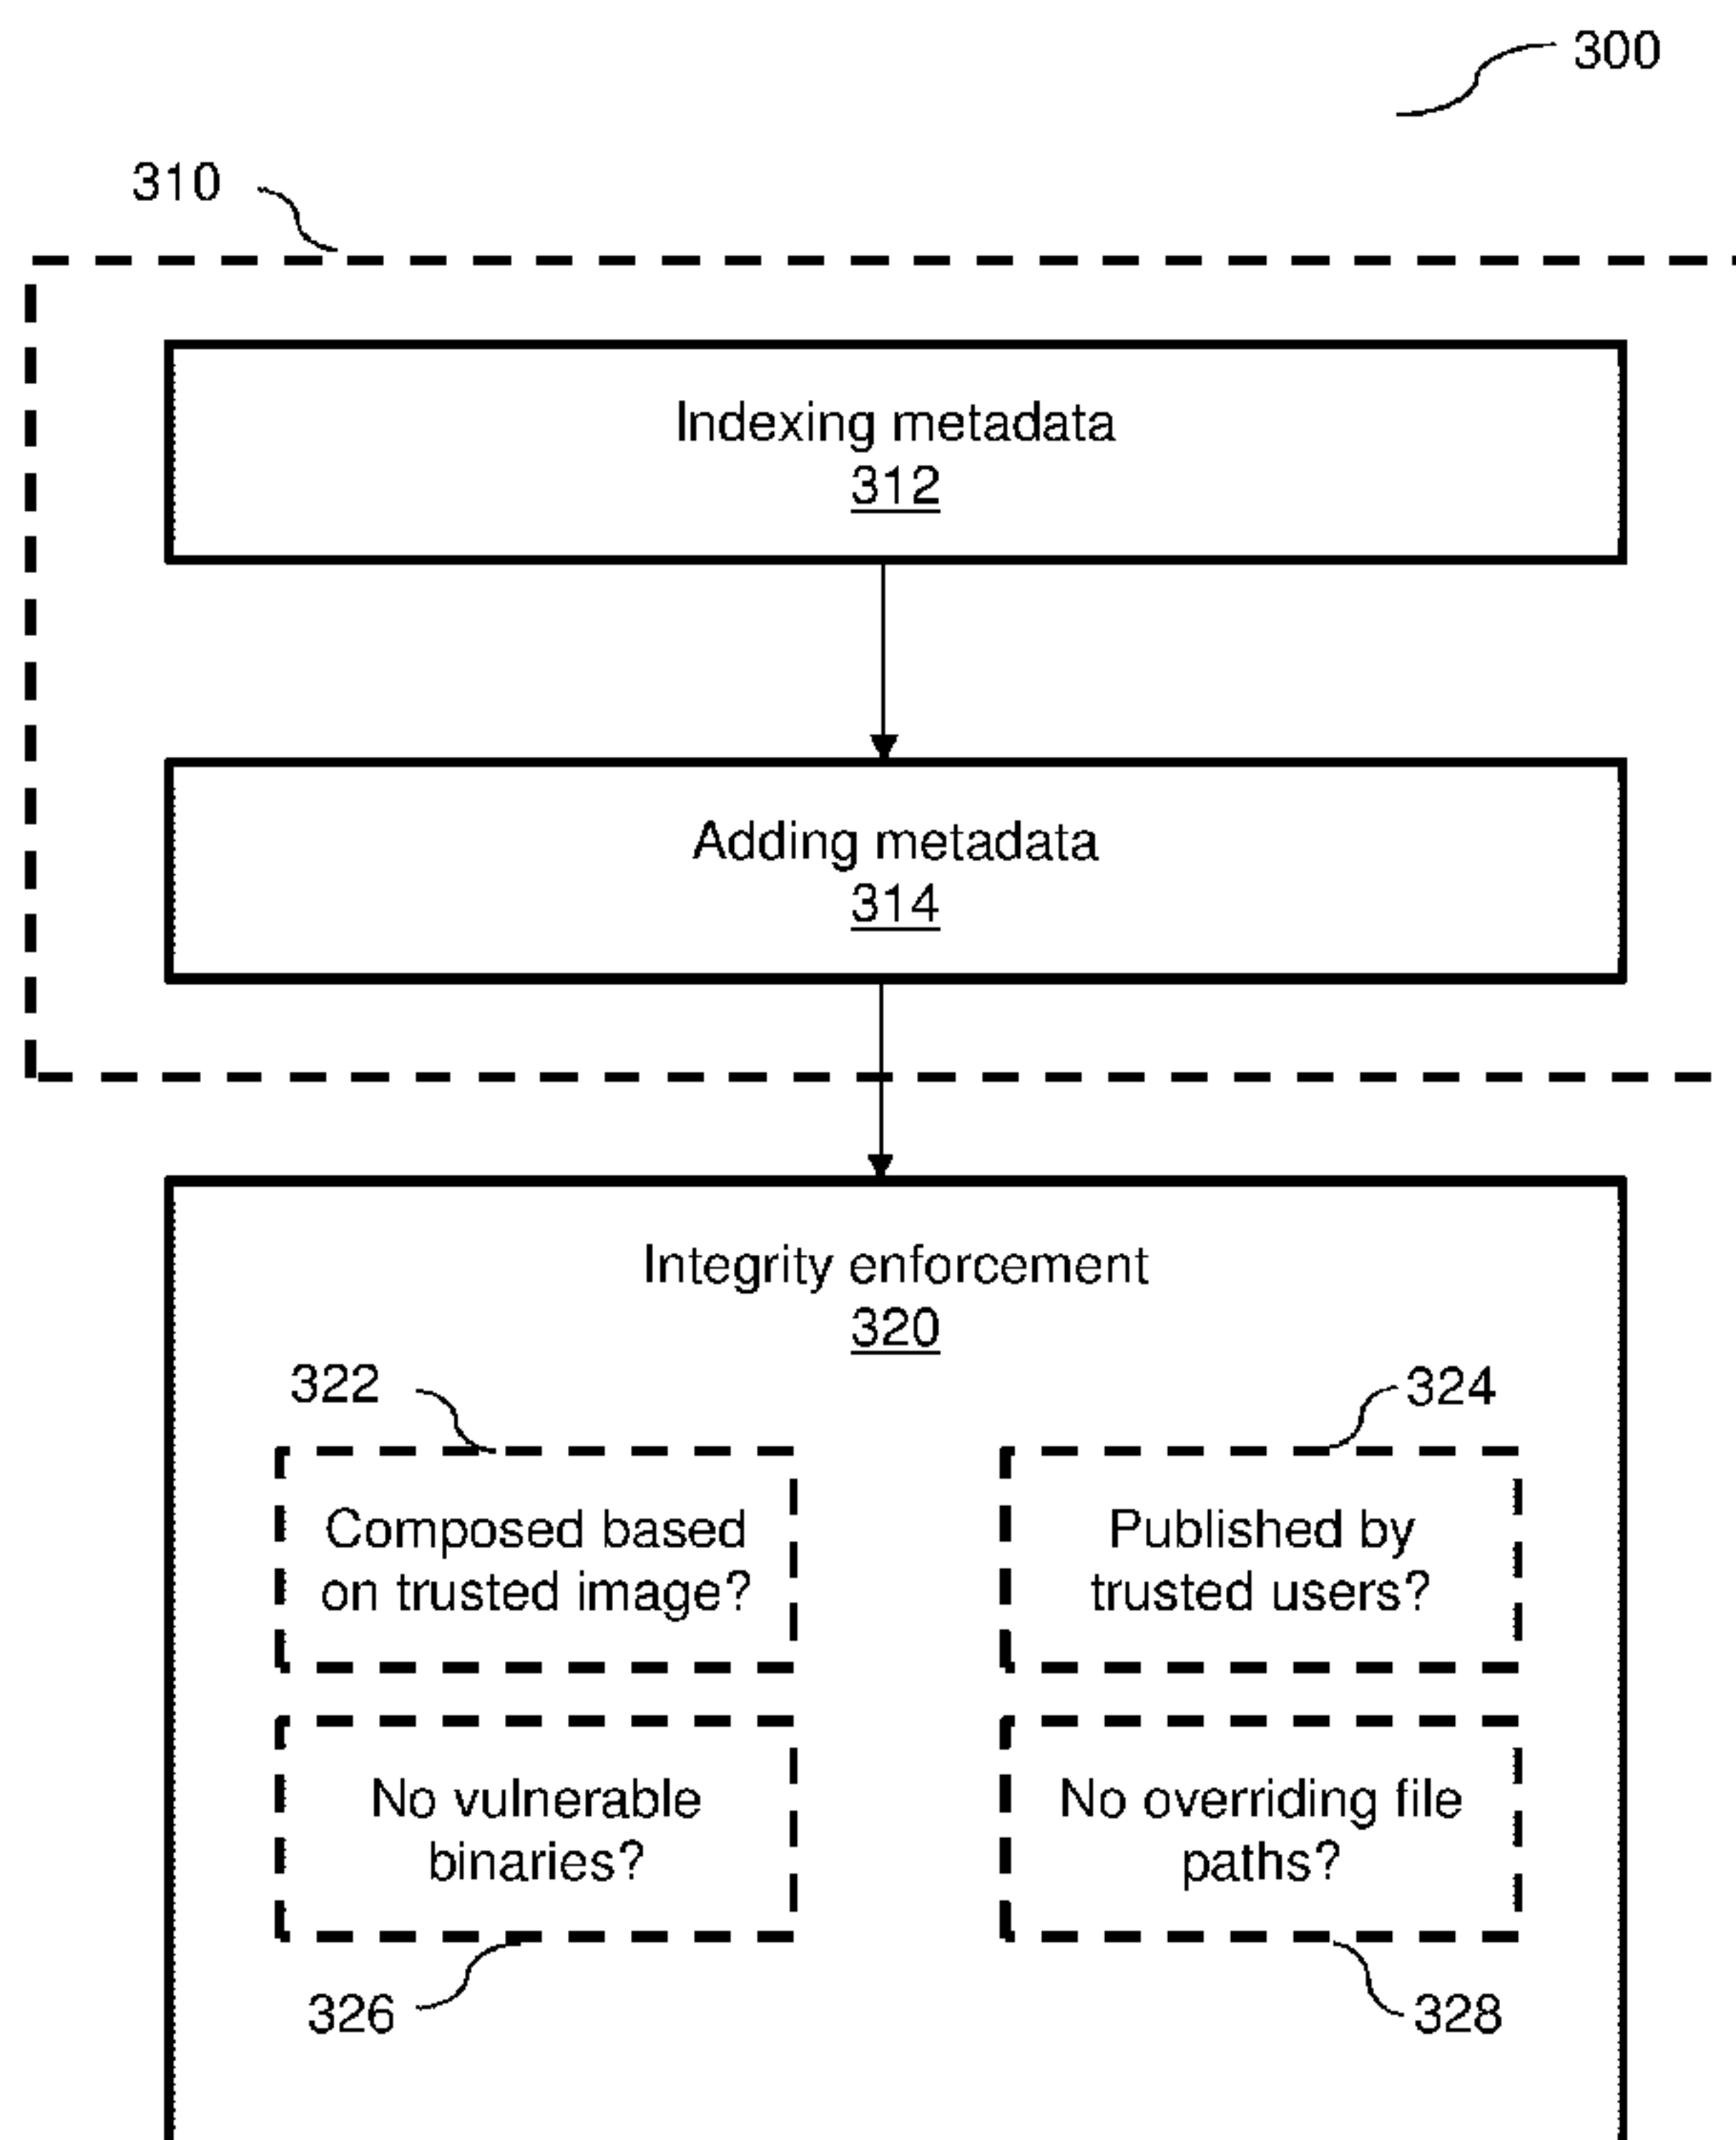 300
310
Indexing metadata
312
Adding metadata
314
Integrity enforcement
320
322
324
Composed based
on trusted image?
Published by
trusted users?
No vulnerable
binaries?
No overriding file
paths?
326
328